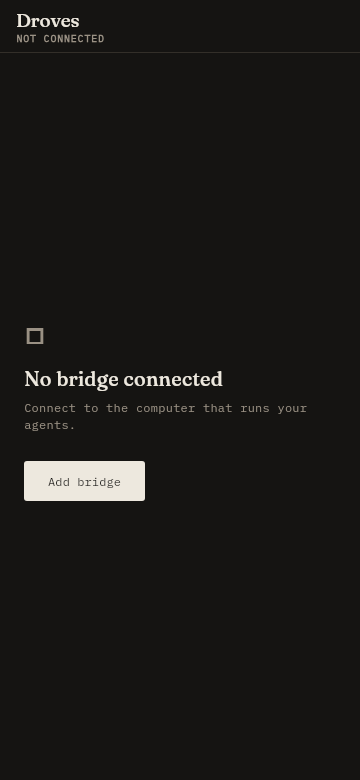 Droves
NOT CONNECTED
No bridge connected
Connect to the computer that runs your
agents.
Add bridge